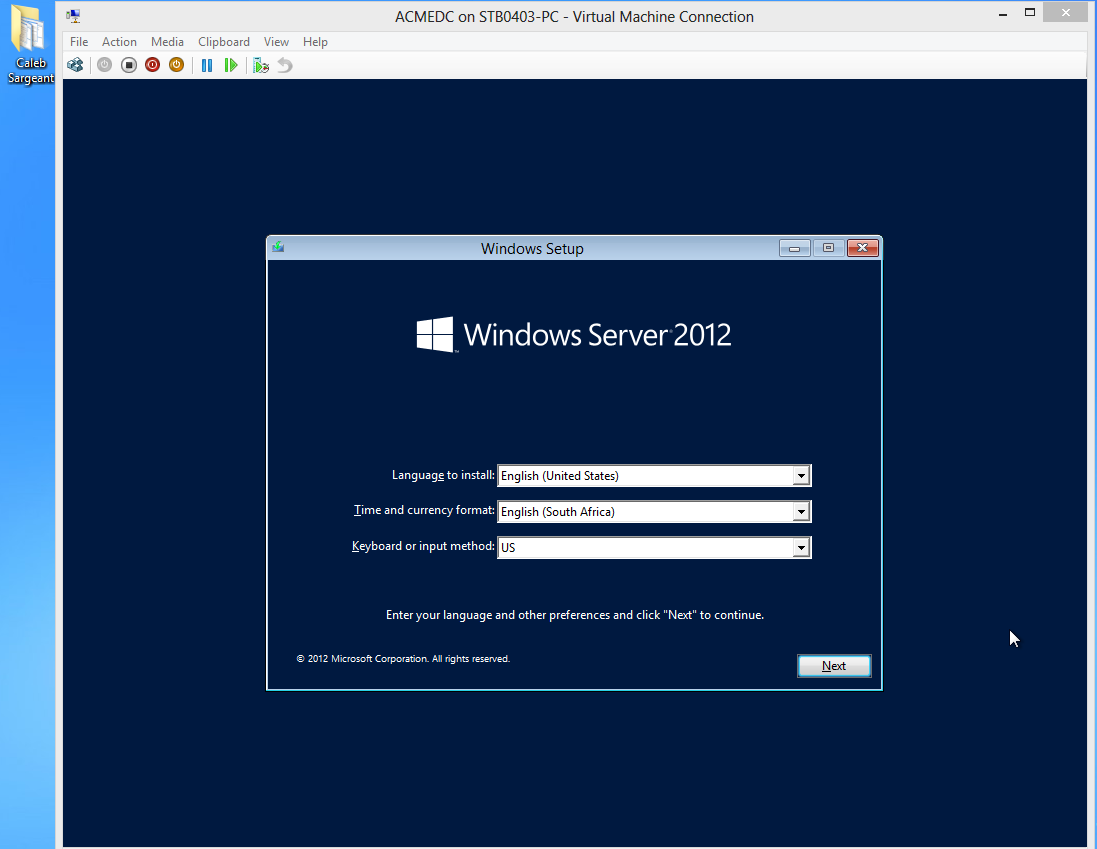 ACMEDC on STB0403-PC - Virtual Machine Connection
File Action Media Clipboard View Help
Caleb
Sargeant
Windows Setup
Windows Server 2012
Language to install: English (United States)
Time and currency format: English (South Africa)
Keyboard or input method: US
Enter your language and other preferences and click "Next" to continue.
© 2012 Microsoft Corporation. All rights reserved.
Next